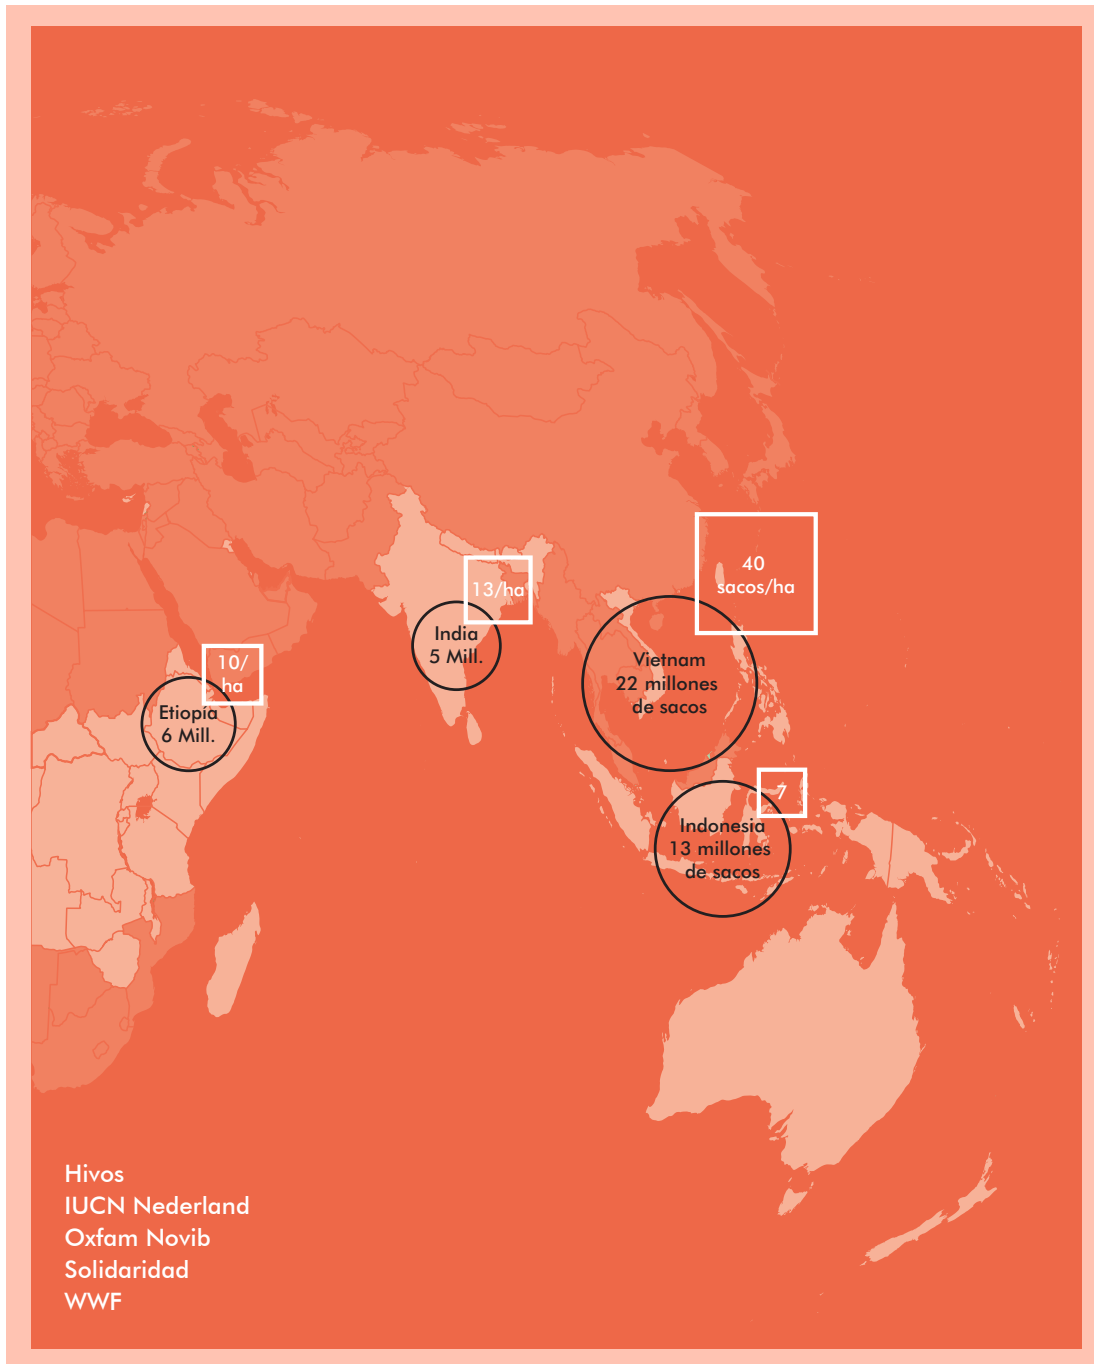 40
sacos/ha
13/ha
India
5 Mill.
Vietnam
22 millones
de sacos
10/
ha
Etiopía
6 Mill.
7
Indonesia
13 millones
de sacos
Hivos
IUCN Nederland
Oxfam Novib
Solidaridad
WWF